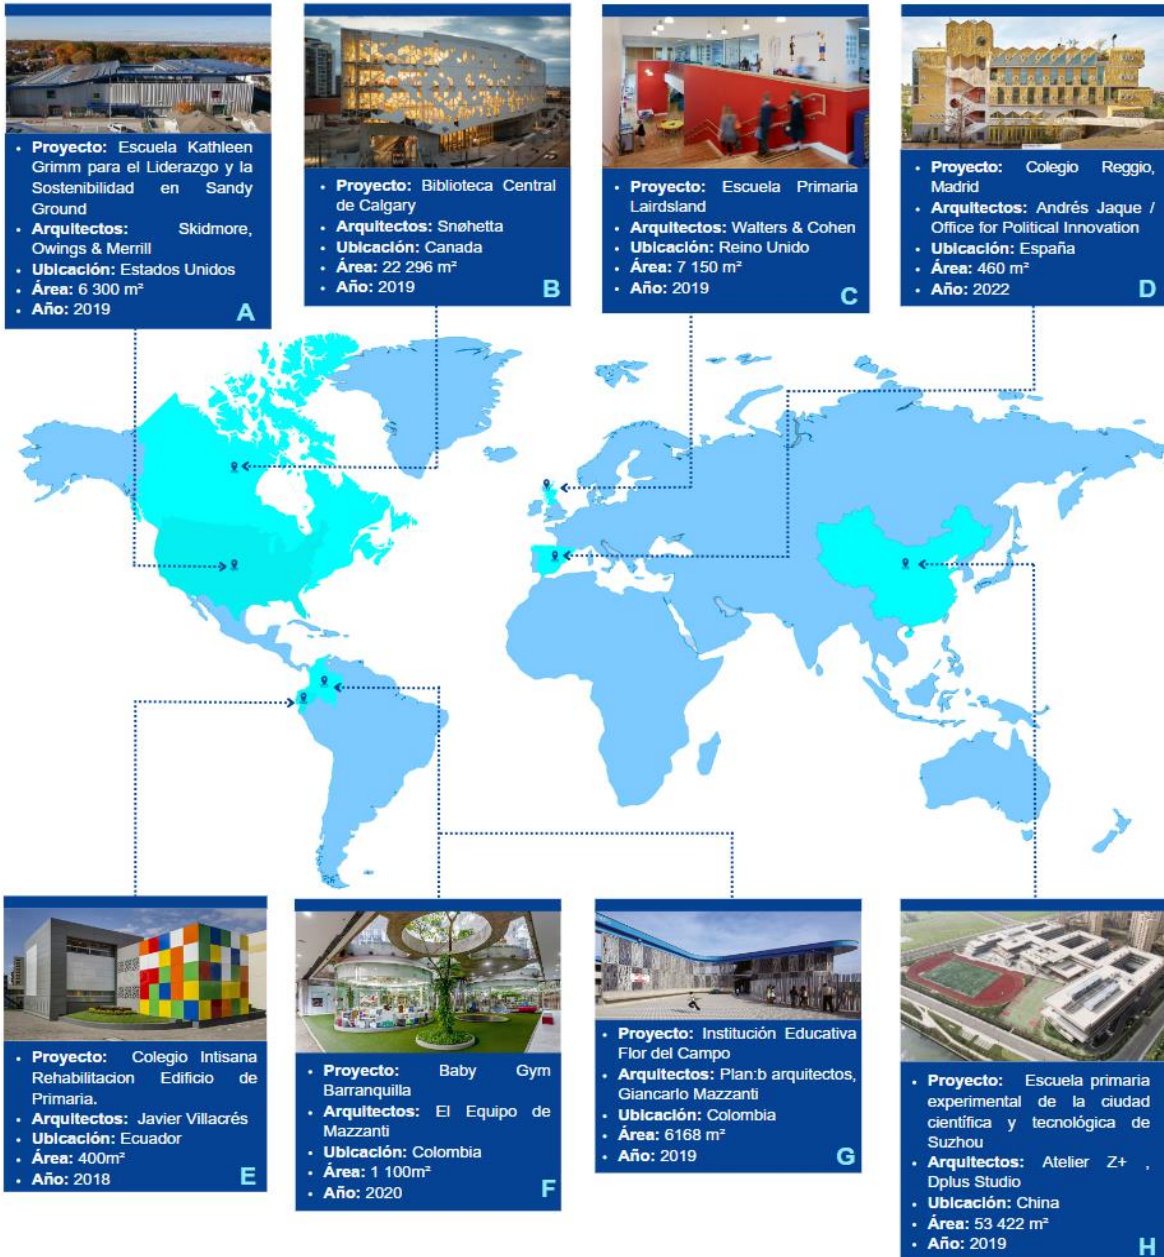 • Proyecto: Escuela Kathleen
Grimm para el Liderazgo y la
Sostenibilidad en Sandy
Ground
• Arquitectos: Skidmore,
Owings & Merrill
• Ubicación: Estados Unidos
• Área: 6 300 m²
• Año: 2019
A
• Proyecto: Biblioteca Central
de Calgary
• Arquitectos: Snøhetta
• Ubicación: Canada
• Área: 22 296 m²
• Año: 2019
B
• Proyecto: Escuela Primaria
Lairdsland
• Arquitectos: Walters & Cohen
• Ubicación: Reino Unido
• Área: 7 150 m²
• Año: 2019
C
• Proyecto: Colegio Reggio,
Madrid
• Arquitectos: Andrés Jaque /
Office for Political Innovation
• Ubicación: España
• Área: 460 m²
• Año: 2022
D
• Proyecto: Colegio Intisana
Rehabilitacion Edificio de
Primaria.
• Arquitectos: Javier Villacrés
• Ubicación: Ecuador
• Área: 400m²
• Año: 2018
E
• Proyecto: Baby Gym
Barranquilla
• Arquitectos: El Equipo de
Mazzanti
• Ubicación: Colombia
• Área: 1 100m²
• Año: 2020
F
• Proyecto: Institución Educativa
Flor del Campo
• Arquitectos: Plan:b arquitectos,
Giancarlo Mazzanti
• Ubicación: Colombia
• Área: 6168 m²
• Año: 2019
G
• Proyecto: Escuela primaria
experimental de la ciudad
científica y tecnológica de
Suzhou
• Arquitectos: Atelier Z+ ,
Dplus Studio
• Ubicación: China
• Área: 53 422 m²
• Año: 2019
H